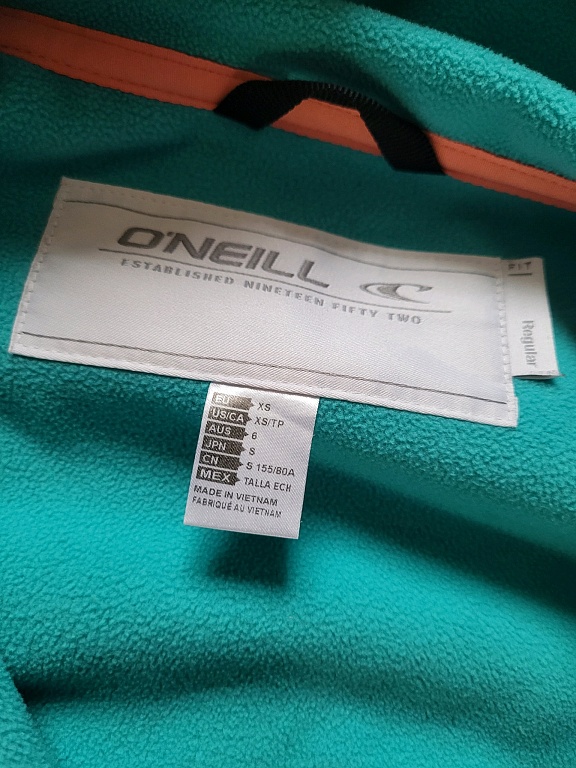 O'NEILL
ESTABLISHED NINETEEN FIFTY TWO
FIT
Regular
EU XS
US/CA XS/TP
AUS 6
JPN S
CN S 155/80A
MEX TALLA ECH
MADE IN VIETNAM
FABRIQUÉ AU VIETNAM